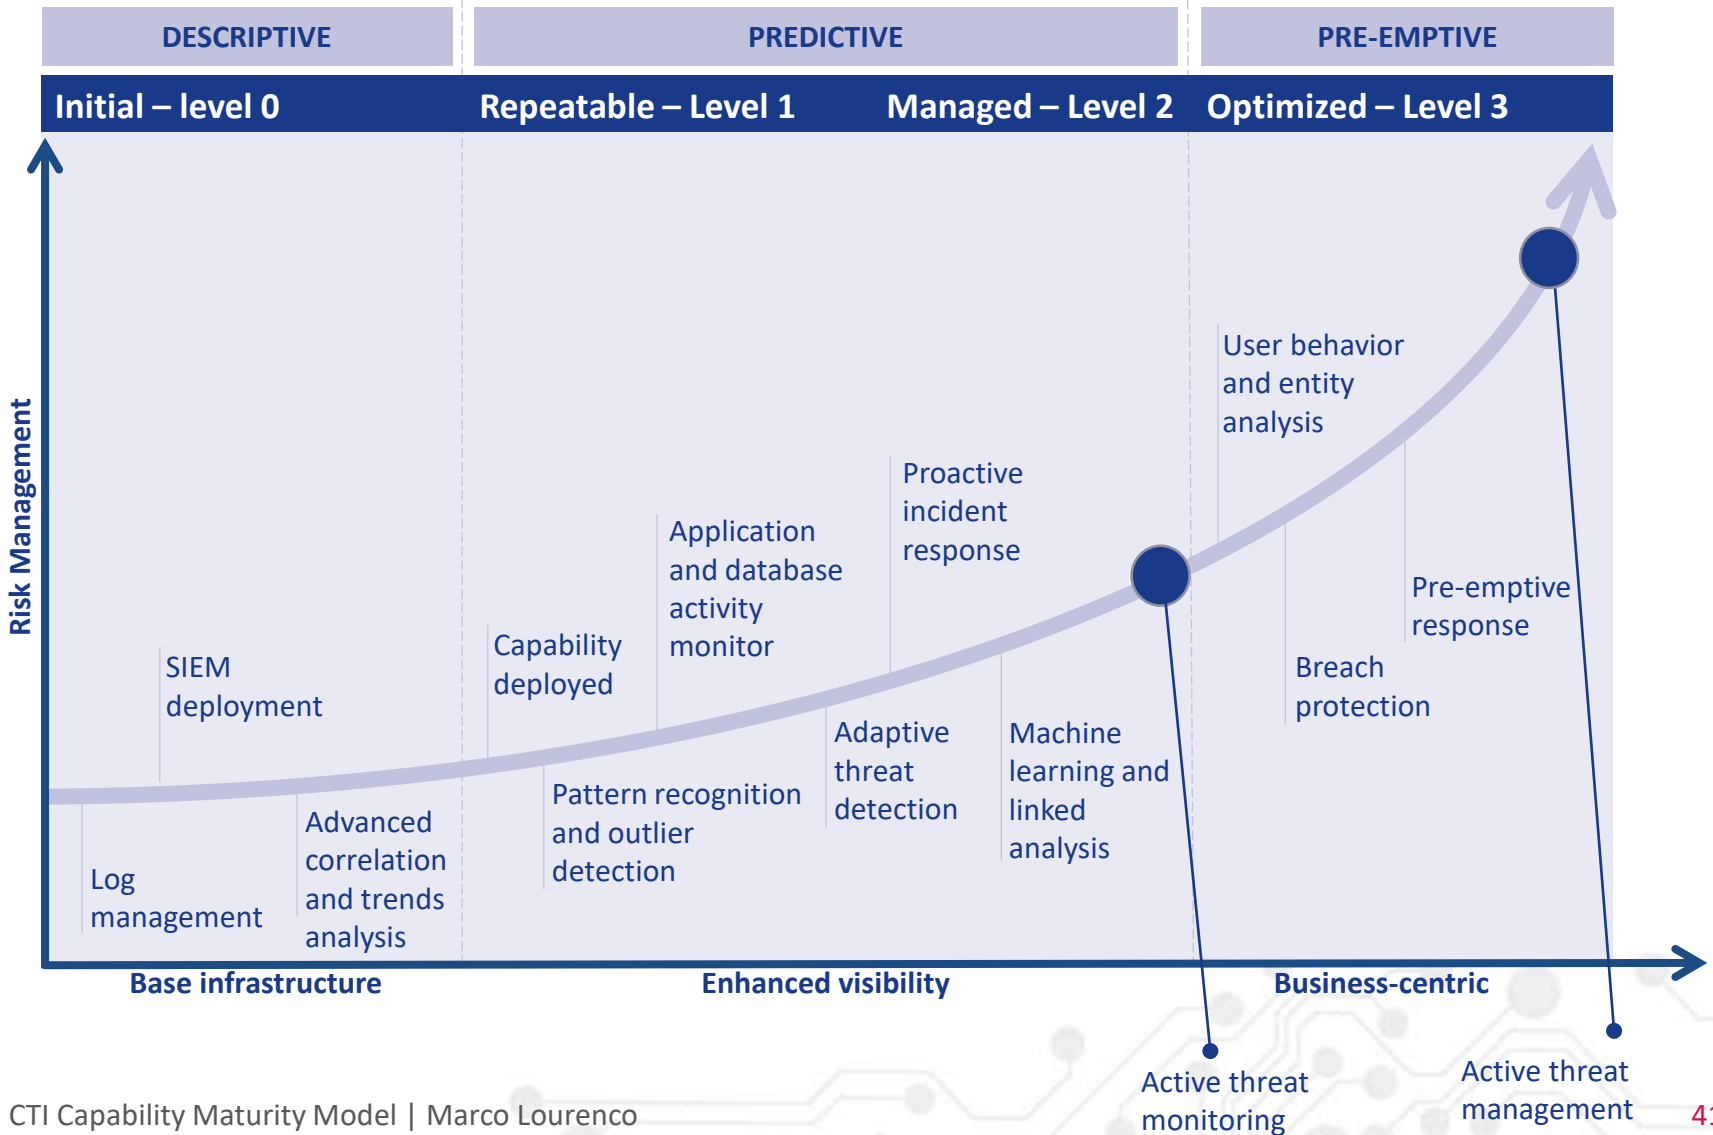 DESCRIPTIVE
PREDICTIVE
PRE-EMPTIVE
Initial – level 0
Repeatable – Level 1
Managed – Level 2
Optimized – Level 3
Risk Management
User behavior
and entity
analysis
Proactive
incident
response
Application
and database
activity
monitor
Capability
deployed
SIEM
deployment
Pre-emptive
response
Breach
protection
Adaptive
threat
detection
Machine
learning and
linked
analysis
Pattern recognition
and outlier
detection
Advanced
correlation
and trends
analysis
Log
management
Base infrastructure
Enhanced visibility
Business-centric
Active threat
monitoring
Active threat
management
CTI Capability Maturity Model | Marco Lourenco
41